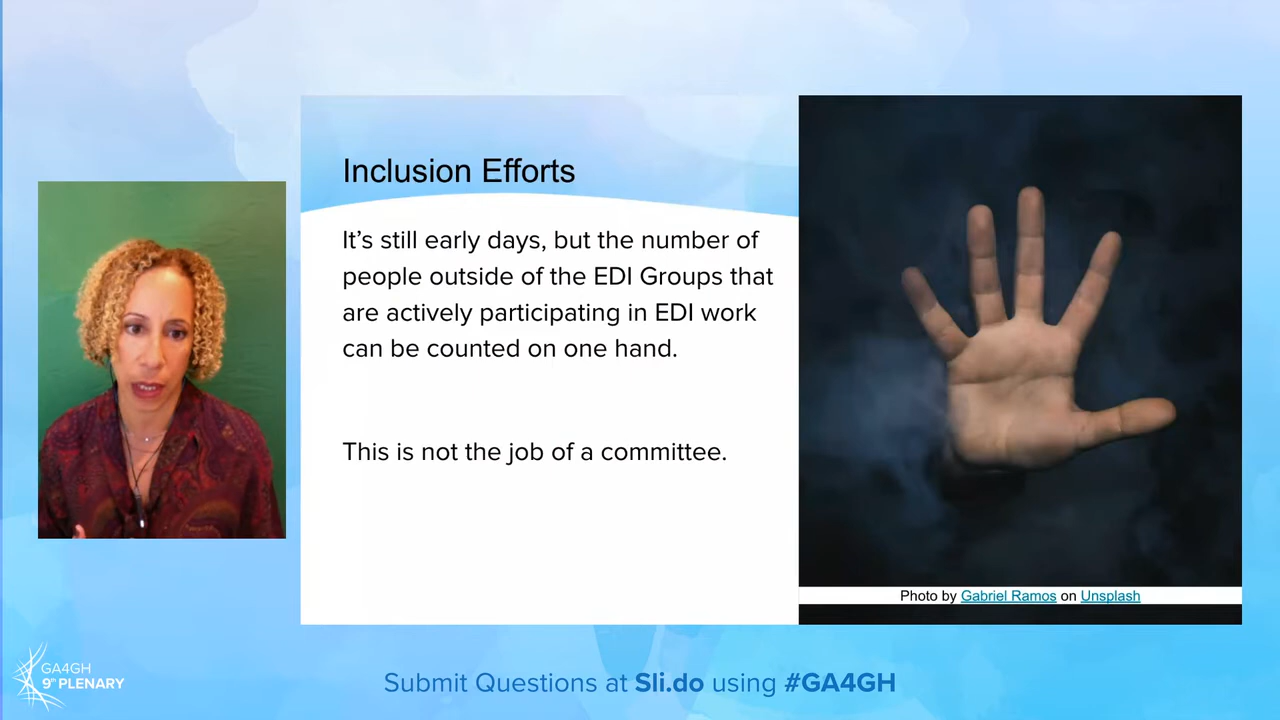 Inclusion Efforts
It’s still early days, but the number of
people outside of the EDI Groups that
are actively participating in EDI work
can be counted on one hand.
This is not the job of a committee.
Photo by Gabriel Ramos on Unsplash
GA4GH
9th PLENARY
Submit Questions at Sli.do using #GA4GH